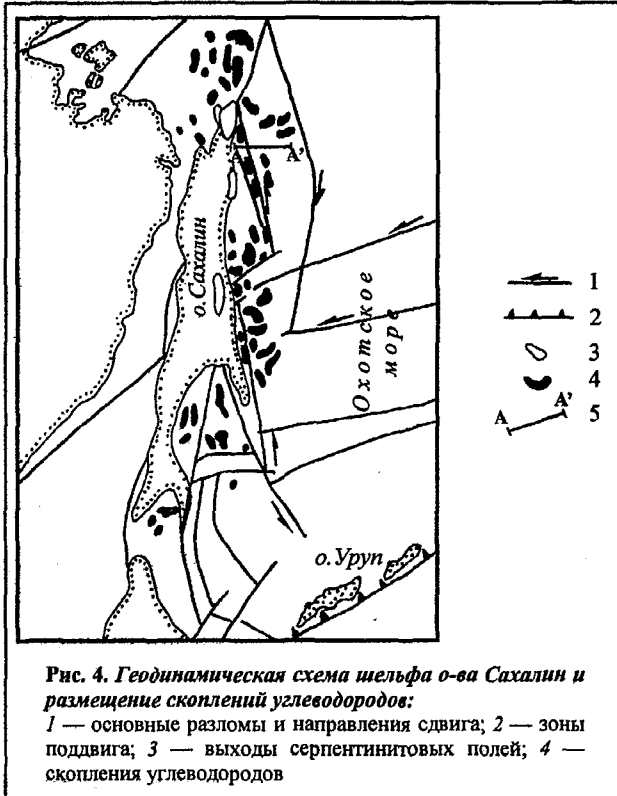 А А'
о.Сахалин
Охотское
море
о.Уруп
1
2
3
4
А А' 5
Рис. 4. Геодинамическая схема шельфа о-ва Сахалин и
размещение скоплений углеводородов:
1 — основные разломы и направления сдвига; 2 — зоны
поддвига; 3 — выходы серпентинитовых полей; 4 —
скопления углеводородов